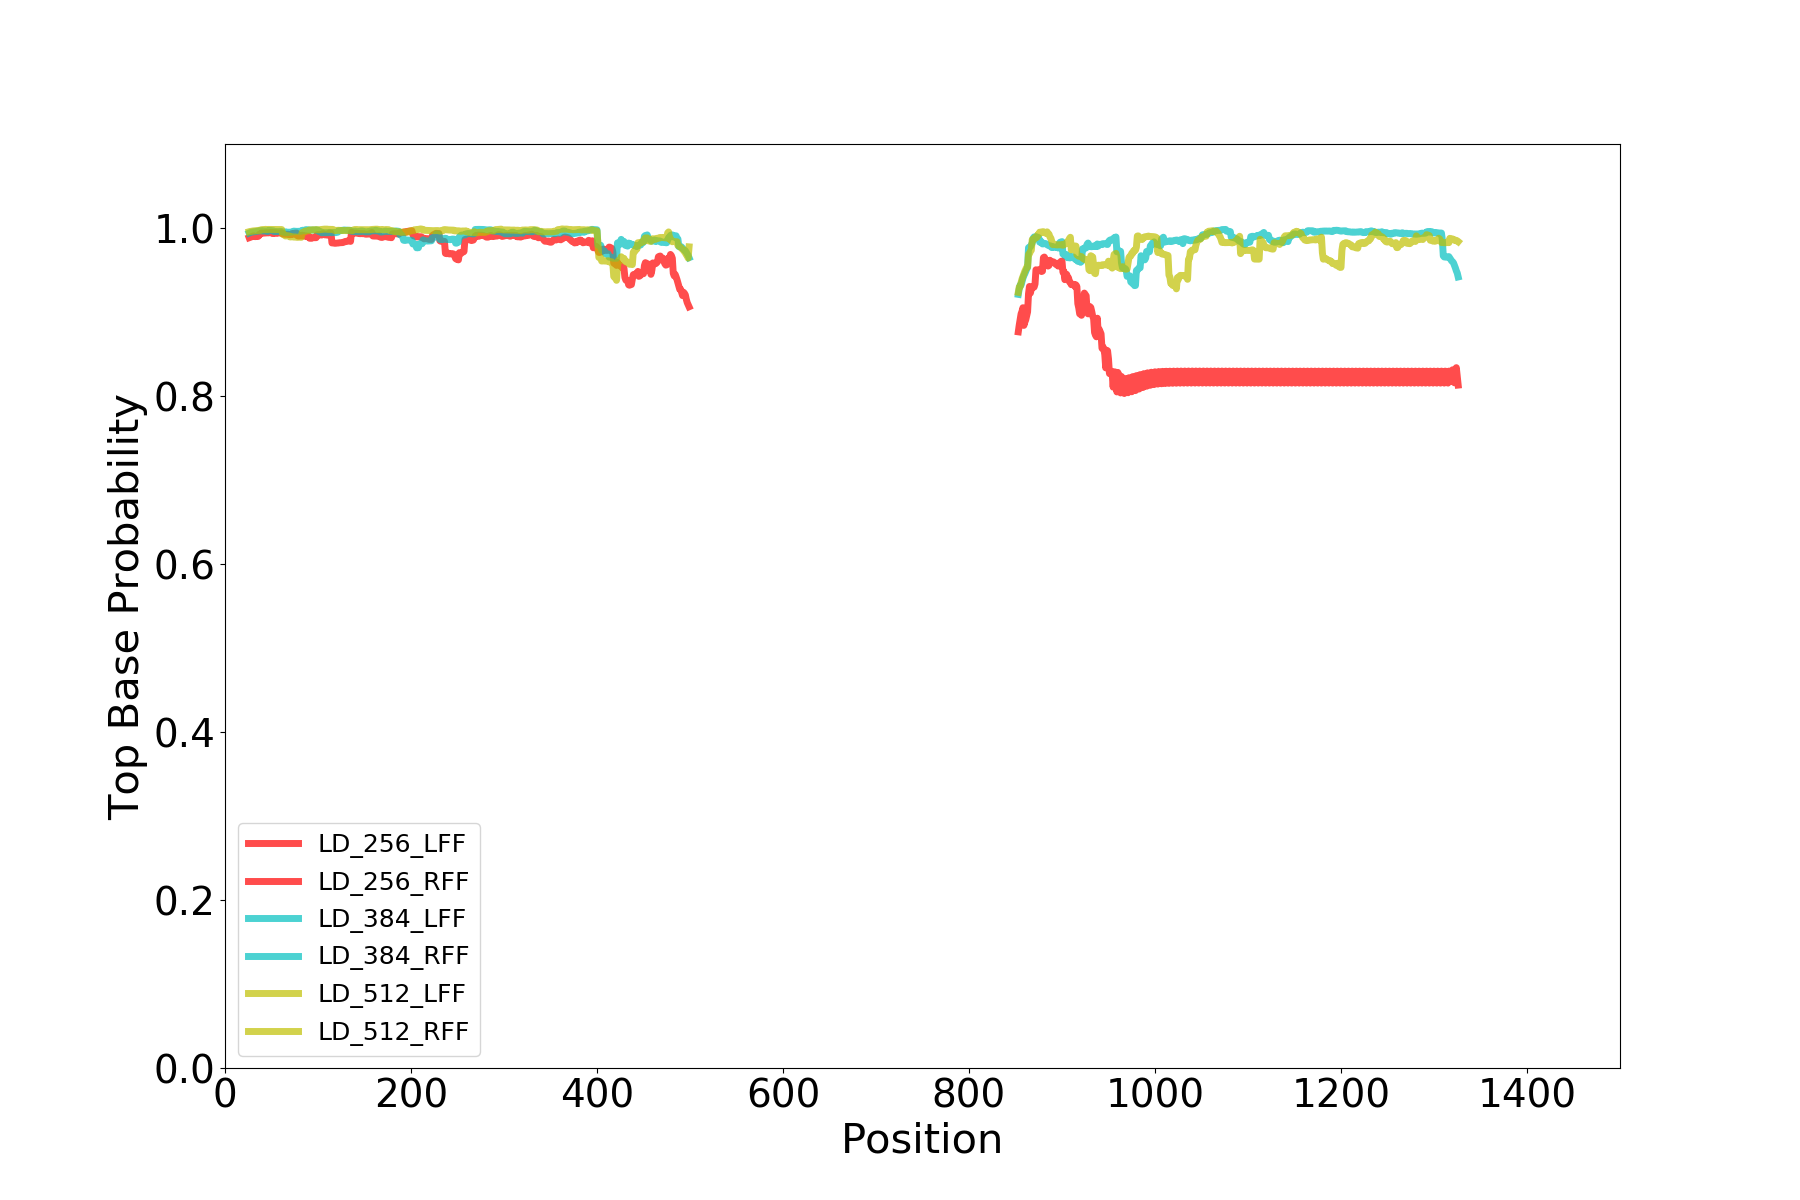 1.0
0.8
0.6
0.4
0.2
0.0
Top Base Probability
LD_256_LFF
LD_256_RFF
LD_384_LFF
LD_384_RFF
LD_512_LFF
LD_512_RFF
0 200 400 600 800 1000 1200 1400
Position